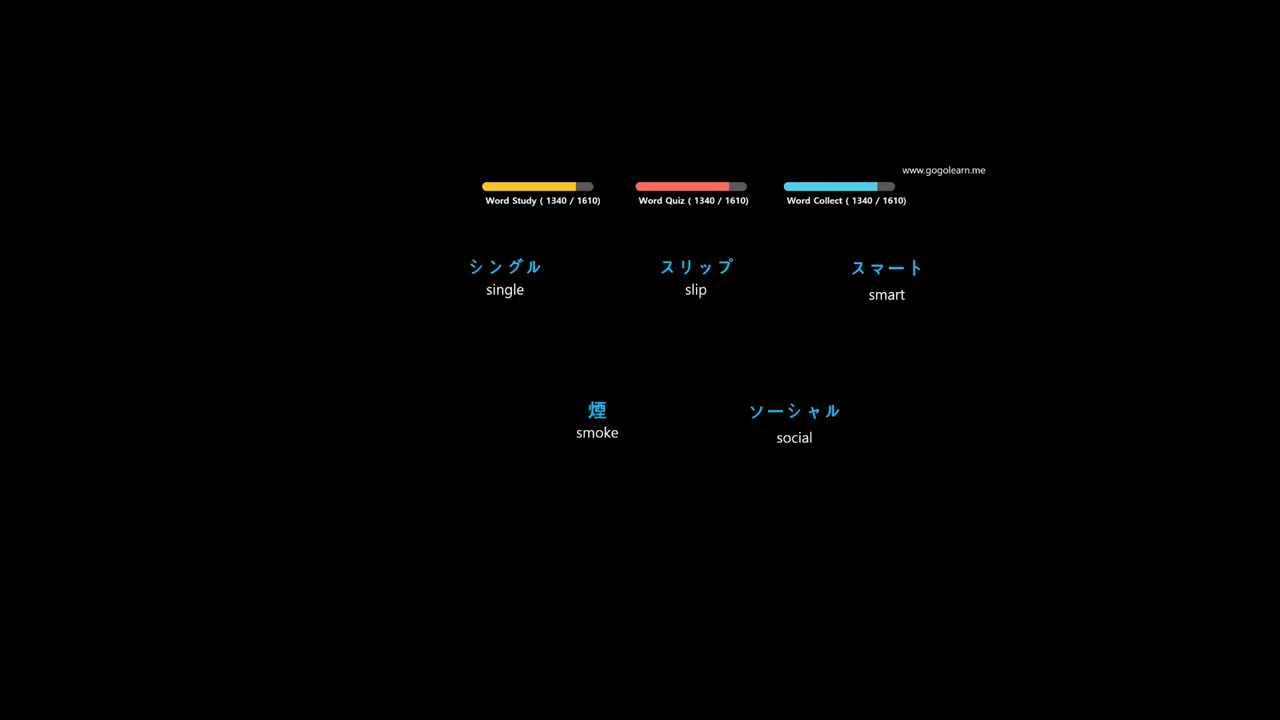 www.gogolearn.me
Word Study ( 1340 / 1610)
Word Quiz ( 1340 / 1610)
Word Collect ( 1340 / 1610)
シングル
single
スリップ
slip
スマート
smart
煙
smoke
ソーシャル
social